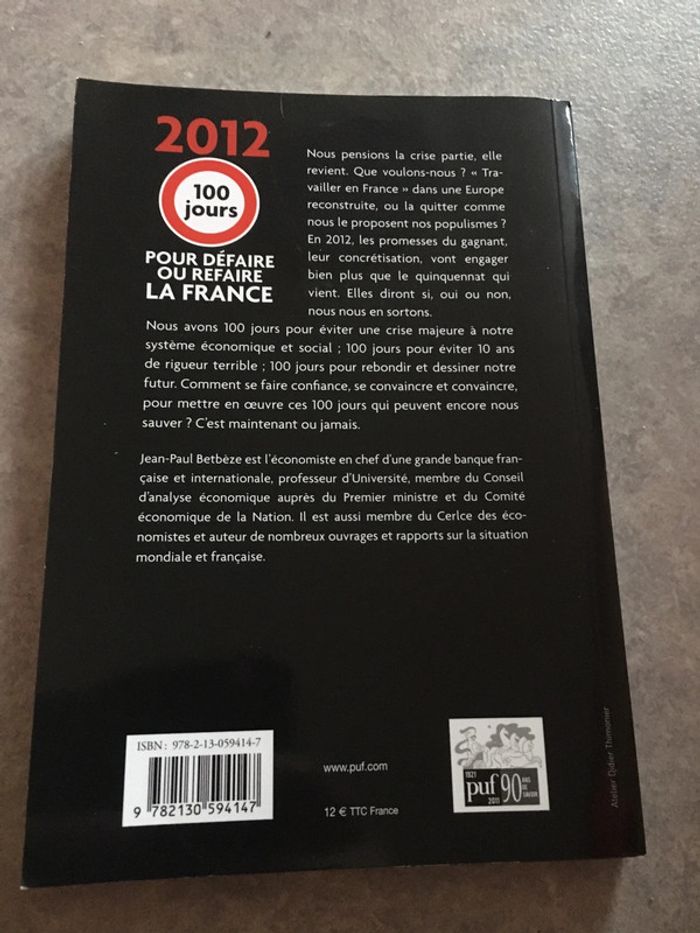 2012
100
jours
POUR DÉFAIRE
OU REFAIRE
LA FRANCE
Nous pensions la crise partie, elle
revient. Que voulons-nous ? « Tra-
vailler en France » dans une Europe
reconstruite, ou la quitter comme
nous le proposent nos populismes ?
En 2012, les promesses du gagnant,
leur concrétisation, vont engager
bien plus que le quinquennat qui
vient. Elles diront si, oui ou non,
nous nous en sortons.
Nous avons 100 jours pour éviter une crise majeure à notre
système économique et social ; 100 jours pour éviter 10 ans
de rigueur terrible ; 100 jours pour rebondir et dessiner notre
futur. Comment se faire confiance, se convaincre et convaincre,
pour mettre en œuvre ces 100 jours qui peuvent encore nous
sauver ? C'est maintenant ou jamais.
Jean-Paul Betbèze est l'économiste en chef d'une grande banque fran-
çaise et internationale, professeur d'Université, membre du Conseil
d'analyse économique auprès du Premier ministre et du Comité
économique de la Nation. Il est aussi membre du Cerlce des éco-
nomistes et auteur de nombreux ouvrages et rapports sur la situation
mondiale et française.
ISBN : 978-2-13-059414-7
9 782130 594147
www.puf.com
12 € TTC France
1921
puf
2011
90
ANS DE
SAVOIR
Atelier Didier Thimonier